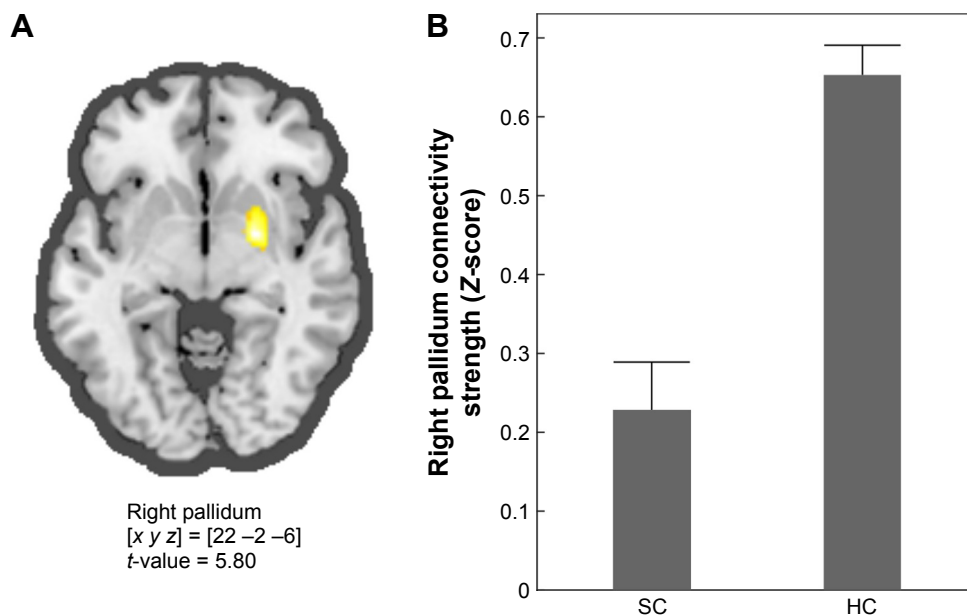 A
Right pallidum
[x y z] = [22 –2 –6]
t-value = 5.80
B
Right pallidum connectivity
strength (Z-score)
0.7
0.6
0.5
0.4
0.3
0.2
0.1
0
SC
HC